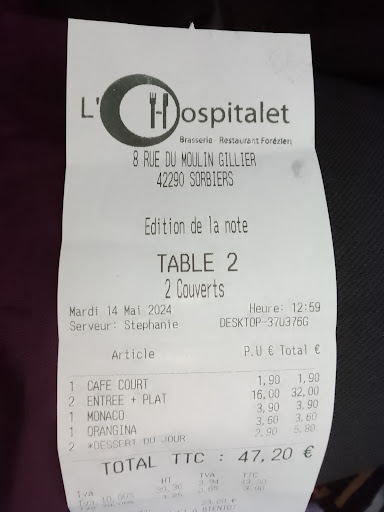 L'Hospitalet
Brasserie - Restaurant Forézien
8 RUE DU MOULIN GILLIER
42290 SORBIERS
Edition de la note
TABLE 2
2 Couverts
Mardi 14 Mai 2024 Heure: 12:59
Serveur: Stephanie DESKTOP-37U376G
Article P.U € Total €
1 CAFE COURT 1,90 1,90
2 ENTREE + PLAT 16,00 32,00
1 MONACO 3,90 3,90
1 ORANGINA 3,60 3,60
2 *DESSERT DU JOUR 2,90 5,80
TOTAL TTC : 47,20 €
HT TVA TTC